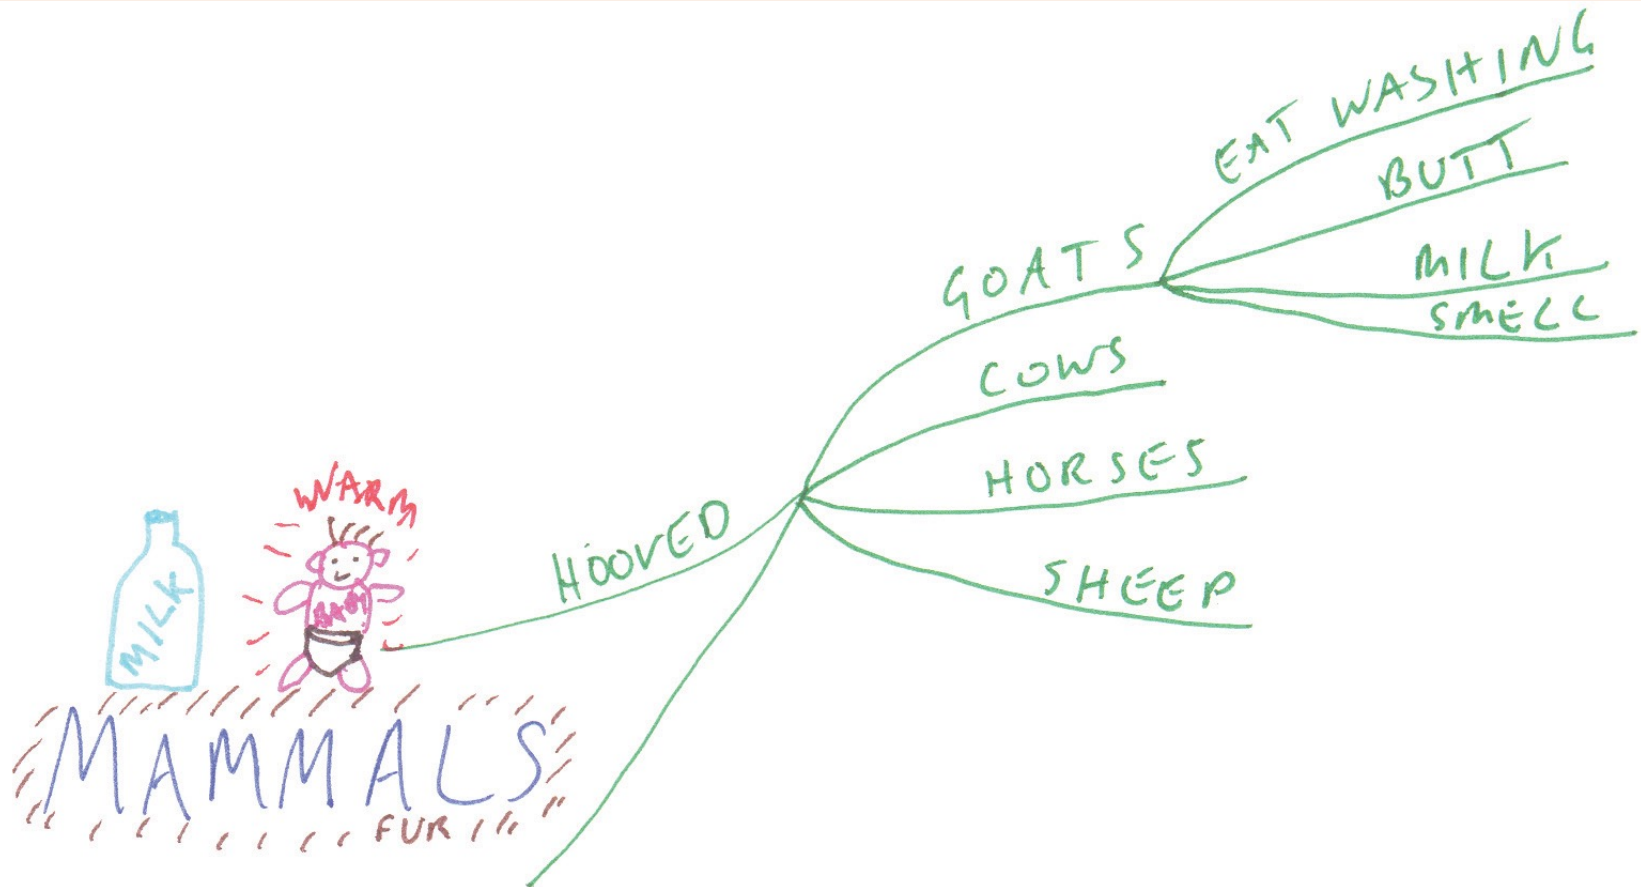 EAT WASHING
BUTT
GOATS
MILK
SMELL
COWS
HORSES
SHEEP
HOOVED
WARM
MILK
MAMMALS
FUR